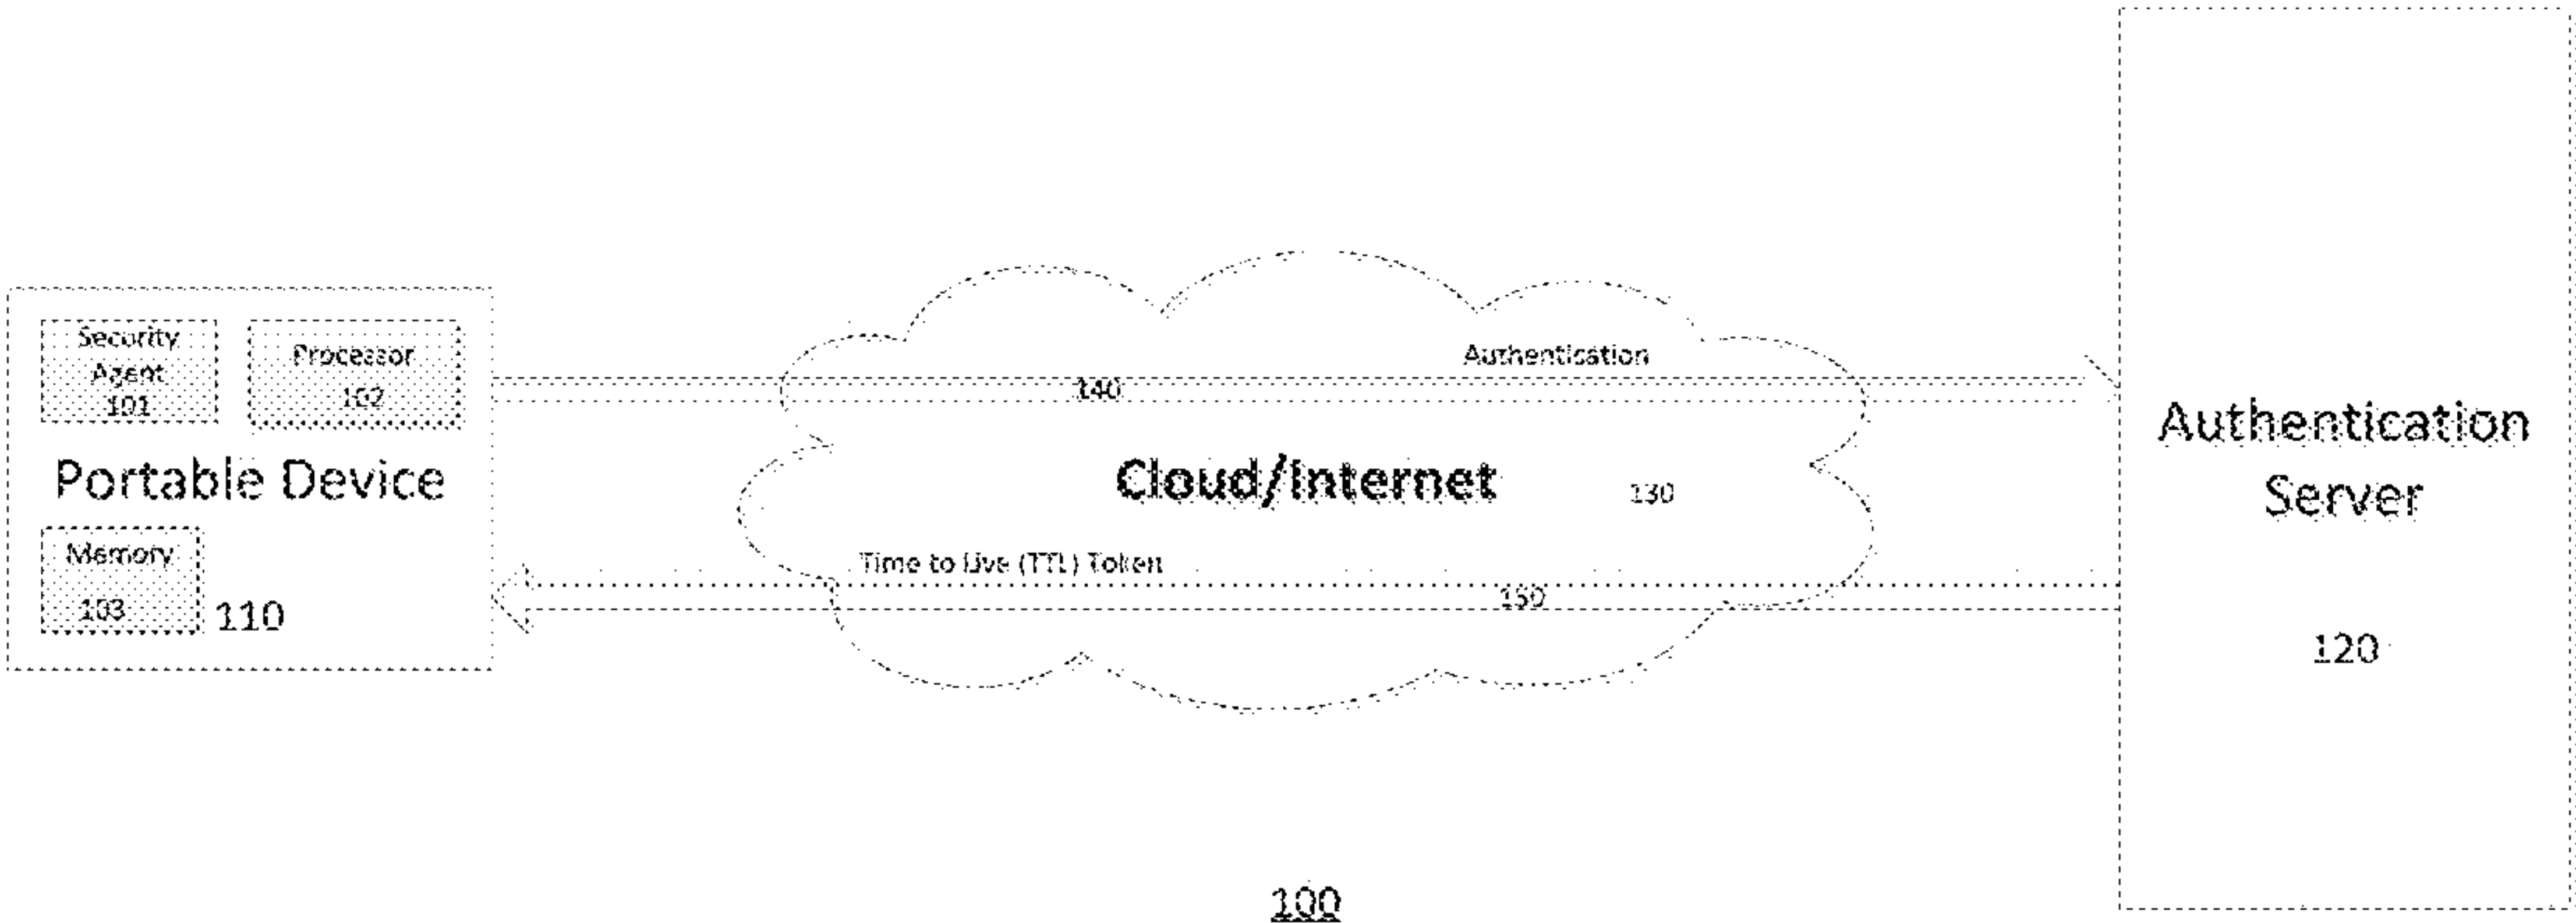 Security
Agent
101
Processor
102
Portable Device
Memory
103
110
Authentication
140
Cloud/Internet
130
Time to Live (TTL) Token
150
Authentication
Server
120
100